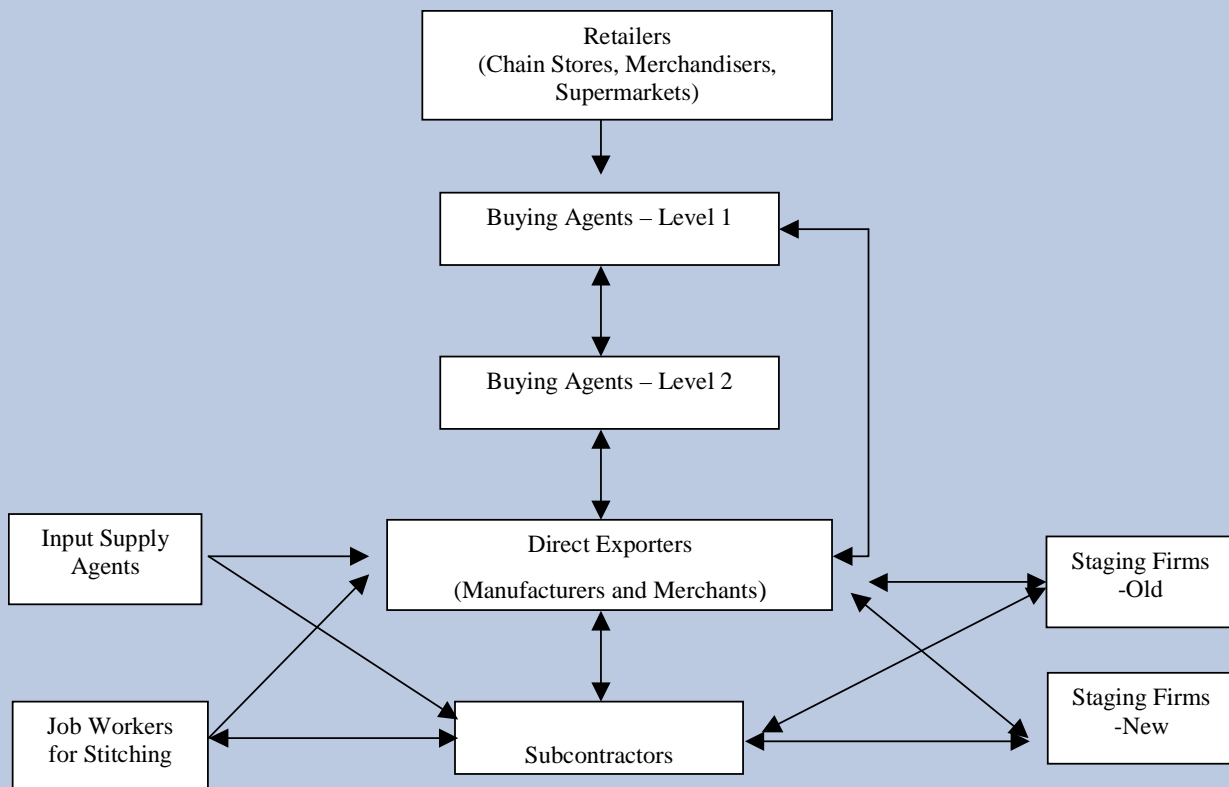 Retailers
(Chain Stores, Merchandisers,
Supermarkets)
Buying Agents – Level 1
Buying Agents – Level 2
Input Supply
Agents
Direct Exporters
(Manufacturers and Merchants)
Staging Firms
-Old
Job Workers
for Stitching
Subcontractors
Staging Firms
-New